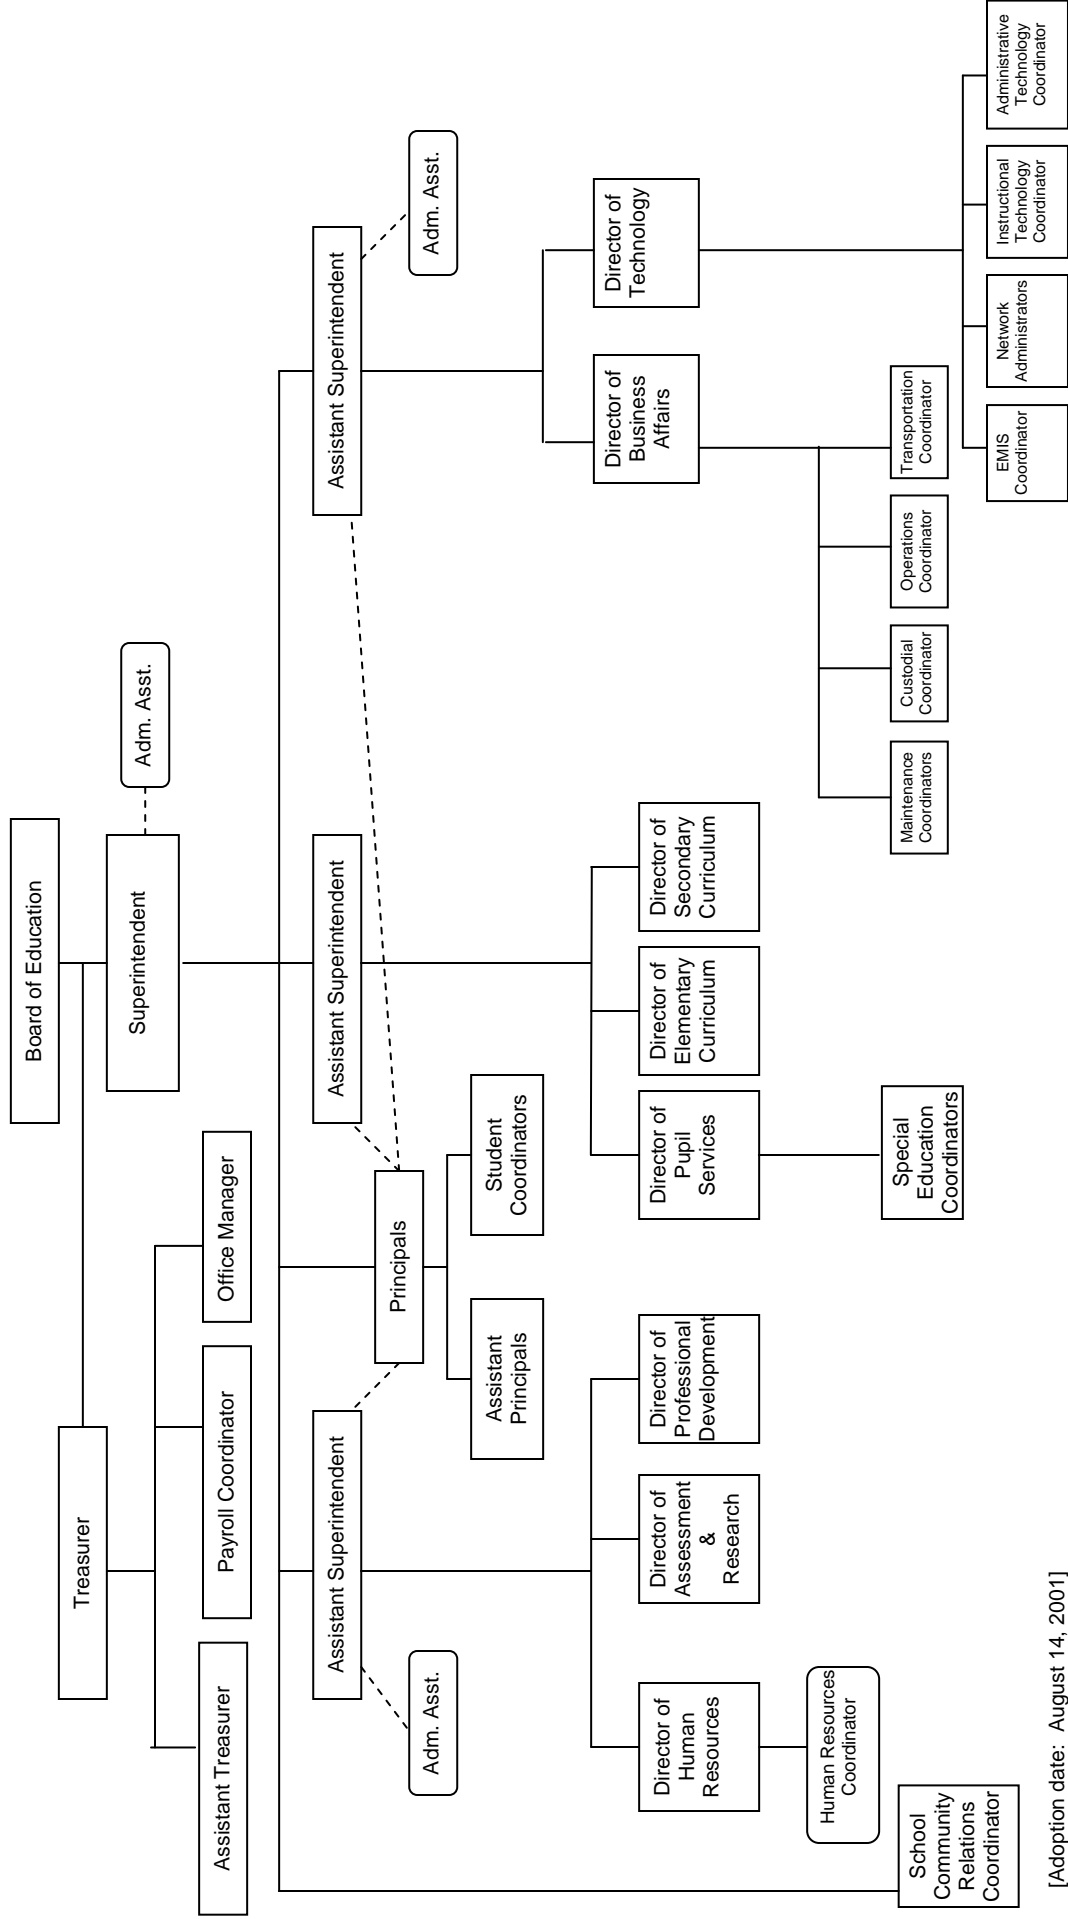 Board of Education
Treasurer
Superintendent
Adm. Asst.
Assistant Treasurer
Payroll Coordinator
Office Manager
Assistant Superintendent
Assistant Superintendent
Assistant Superintendent
Adm. Asst.
Principals
Adm. Asst.
Assistant
Principals
Student
Coordinators
Director of
Human
Resources
Director of
Assessment
&
Research
Director of
Professional
Development
Director of
Pupil
Services
Director of
Elementary
Curriculum
Director of
Secondary
Curriculum
Director of
Business
Affairs
Director of
Technology
Human Resources
Coordinator
School
Community
Relations
Coordinator
Special
Education
Coordinators
Maintenance
Coordinators
Custodial
Coordinator
Operations
Coordinator
Transportation
Coordinator
EMIS
Coordinator
Network
Administrators
Instructional
Technology
Coordinator
Administrative
Technology
Coordinator
[Adoption date: August 14, 2001]